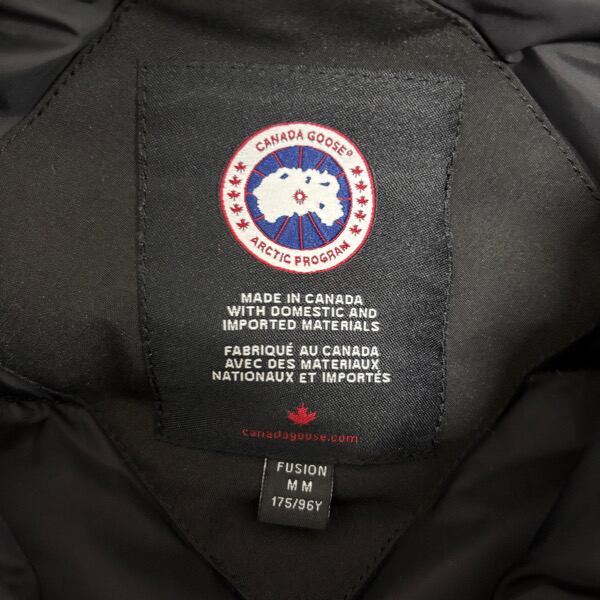 CANADA GOOSE®
ARCTIC PROGRAM
MADE IN CANADA
WITH DOMESTIC AND
IMPORTED MATERIALS
FABRIQUÉ AU CANADA
AVEC DES MATERIAUX
NATIONAUX ET IMPORTÉS
canadagoose.com
FUSION
M M
175/96Y